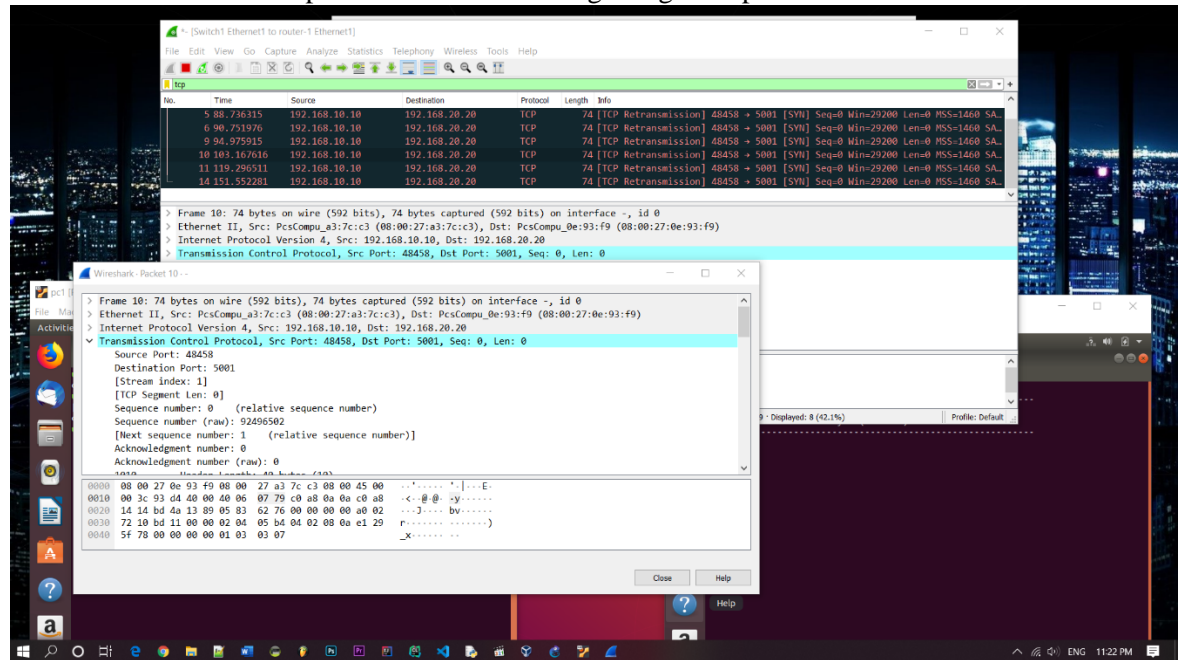 *- [Switch1 Ethernet1 to router-1 Ethernet1]
File Edit View Go Capture Analyze Statistics Telephony Wireless Tools Help
tcp
No. Time Source Destination Protocol Length Info
5 88.736315 192.168.10.10 192.168.20.20 TCP 74 [TCP Retransmission] 48458 → 5001 [SYN] Seq=0 Win=29200 Len=0 MSS=1460 SA…
6 90.751976 192.168.10.10 192.168.20.20 TCP 74 [TCP Retransmission] 48458 → 5001 [SYN] Seq=0 Win=29200 Len=0 MSS=1460 SA…
9 94.975915 192.168.10.10 192.168.20.20 TCP 74 [TCP Retransmission] 48458 → 5001 [SYN] Seq=0 Win=29200 Len=0 MSS=1460 SA…
10 103.167616 192.168.10.10 192.168.20.20 TCP 74 [TCP Retransmission] 48458 → 5001 [SYN] Seq=0 Win=29200 Len=0 MSS=1460 SA…
11 119.296511 192.168.10.10 192.168.20.20 TCP 74 [TCP Retransmission] 48458 → 5001 [SYN] Seq=0 Win=29200 Len=0 MSS=1460 SA…
14 151.552281 192.168.10.10 192.168.20.20 TCP 74 [TCP Retransmission] 48458 → 5001 [SYN] Seq=0 Win=29200 Len=0 MSS=1460 SA…
> Frame 10: 74 bytes on wire (592 bits), 74 bytes captured (592 bits) on interface -, id 0
> Ethernet II, Src: PcsCompu_a3:7c:c3 (08:00:27:a3:7c:c3), Dst: PcsCompu_0e:93:f9 (08:00:27:0e:93:f9)
> Internet Protocol Version 4, Src: 192.168.10.10, Dst: 192.168.20.20
> Transmission Control Protocol, Src Port: 48458, Dst Port: 5001, Seq: 0, Len: 0
Wireshark · Packet 10 · -
> Frame 10: 74 bytes on wire (592 bits), 74 bytes captured (592 bits) on interface -, id 0
> Ethernet II, Src: PcsCompu_a3:7c:c3 (08:00:27:a3:7c:c3), Dst: PcsCompu_0e:93:f9 (08:00:27:0e:93:f9)
> Internet Protocol Version 4, Src: 192.168.10.10, Dst: 192.168.20.20
Transmission Control Protocol, Src Port: 48458, Dst Port: 5001, Seq: 0, Len: 0
Source Port: 48458
Destination Port: 5001
[Stream index: 1]
[TCP Segment Len: 0]
Sequence number: 0 (relative sequence number)
Sequence number (raw): 92496502
[Next sequence number: 1 (relative sequence number)]
Acknowledgment number: 0
Acknowledgment number (raw): 0
0000 08 00 27 0e 93 f9 08 00 27 a3 7c c3 08 00 45 00 ··'····· '·|···E·
0010 00 3c 93 d4 40 00 40 06 07 79 c0 a8 0a 0a c0 a8 ·<··@·@· ·y······
0020 14 14 bd 4a 13 89 05 83 62 76 00 00 00 00 a0 02 ···J···· bv······
0030 72 10 bd 11 00 00 02 04 05 b4 04 02 08 0a e1 29 r······· ·······)
0040 5f 78 00 00 00 00 01 03 03 07 _x······ ··
Close Help
pc1
File
9 · Displayed: 8 (42.1%) Profile: Default
Help
ENG 11:22 PM